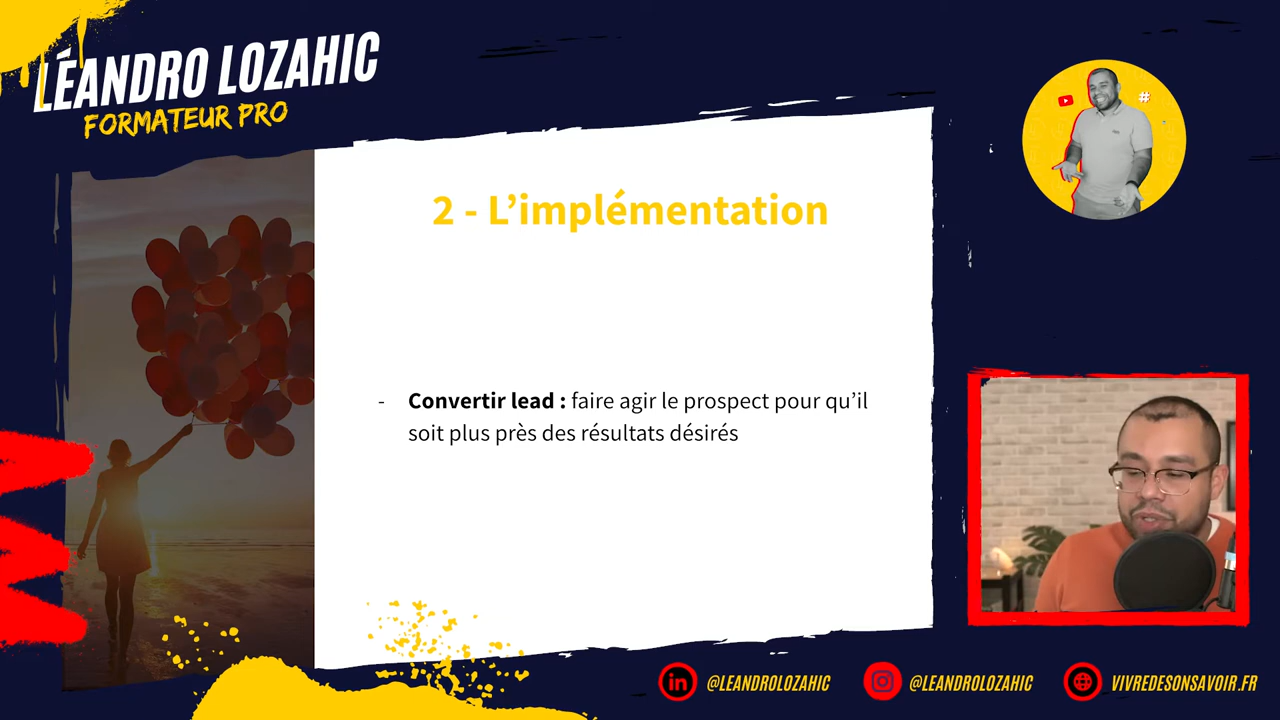 LÉANDRO LOZAHIC
FORMATEUR PRO
2 - L’implémentation
- Convertir lead : faire agir le prospect pour qu’il
soit plus près des résultats désirés
@LEANDROLOZAHIC
@LEANDROLOZAHIC
VIVREDESONSAVOIR.FR